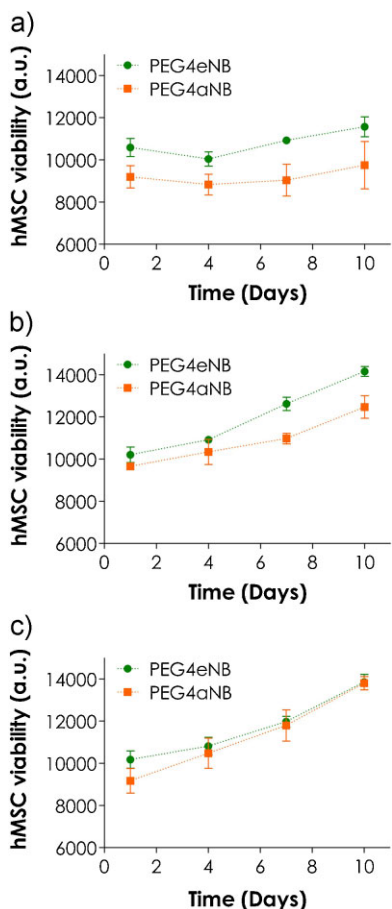 a)
hMSC viability (a.u.)
PEG4eNB
PEG4aNB
14000
12000
10000
8000
6000
0 2 4 6 8 10
Time (Days)
b)
hMSC viability (a.u.)
PEG4eNB
PEG4aNB
14000
12000
10000
8000
6000
0 2 4 6 8 10
Time (Days)
c)
hMSC viability (a.u.)
PEG4eNB
PEG4aNB
14000
12000
10000
8000
6000
0 2 4 6 8 10
Time (Days)